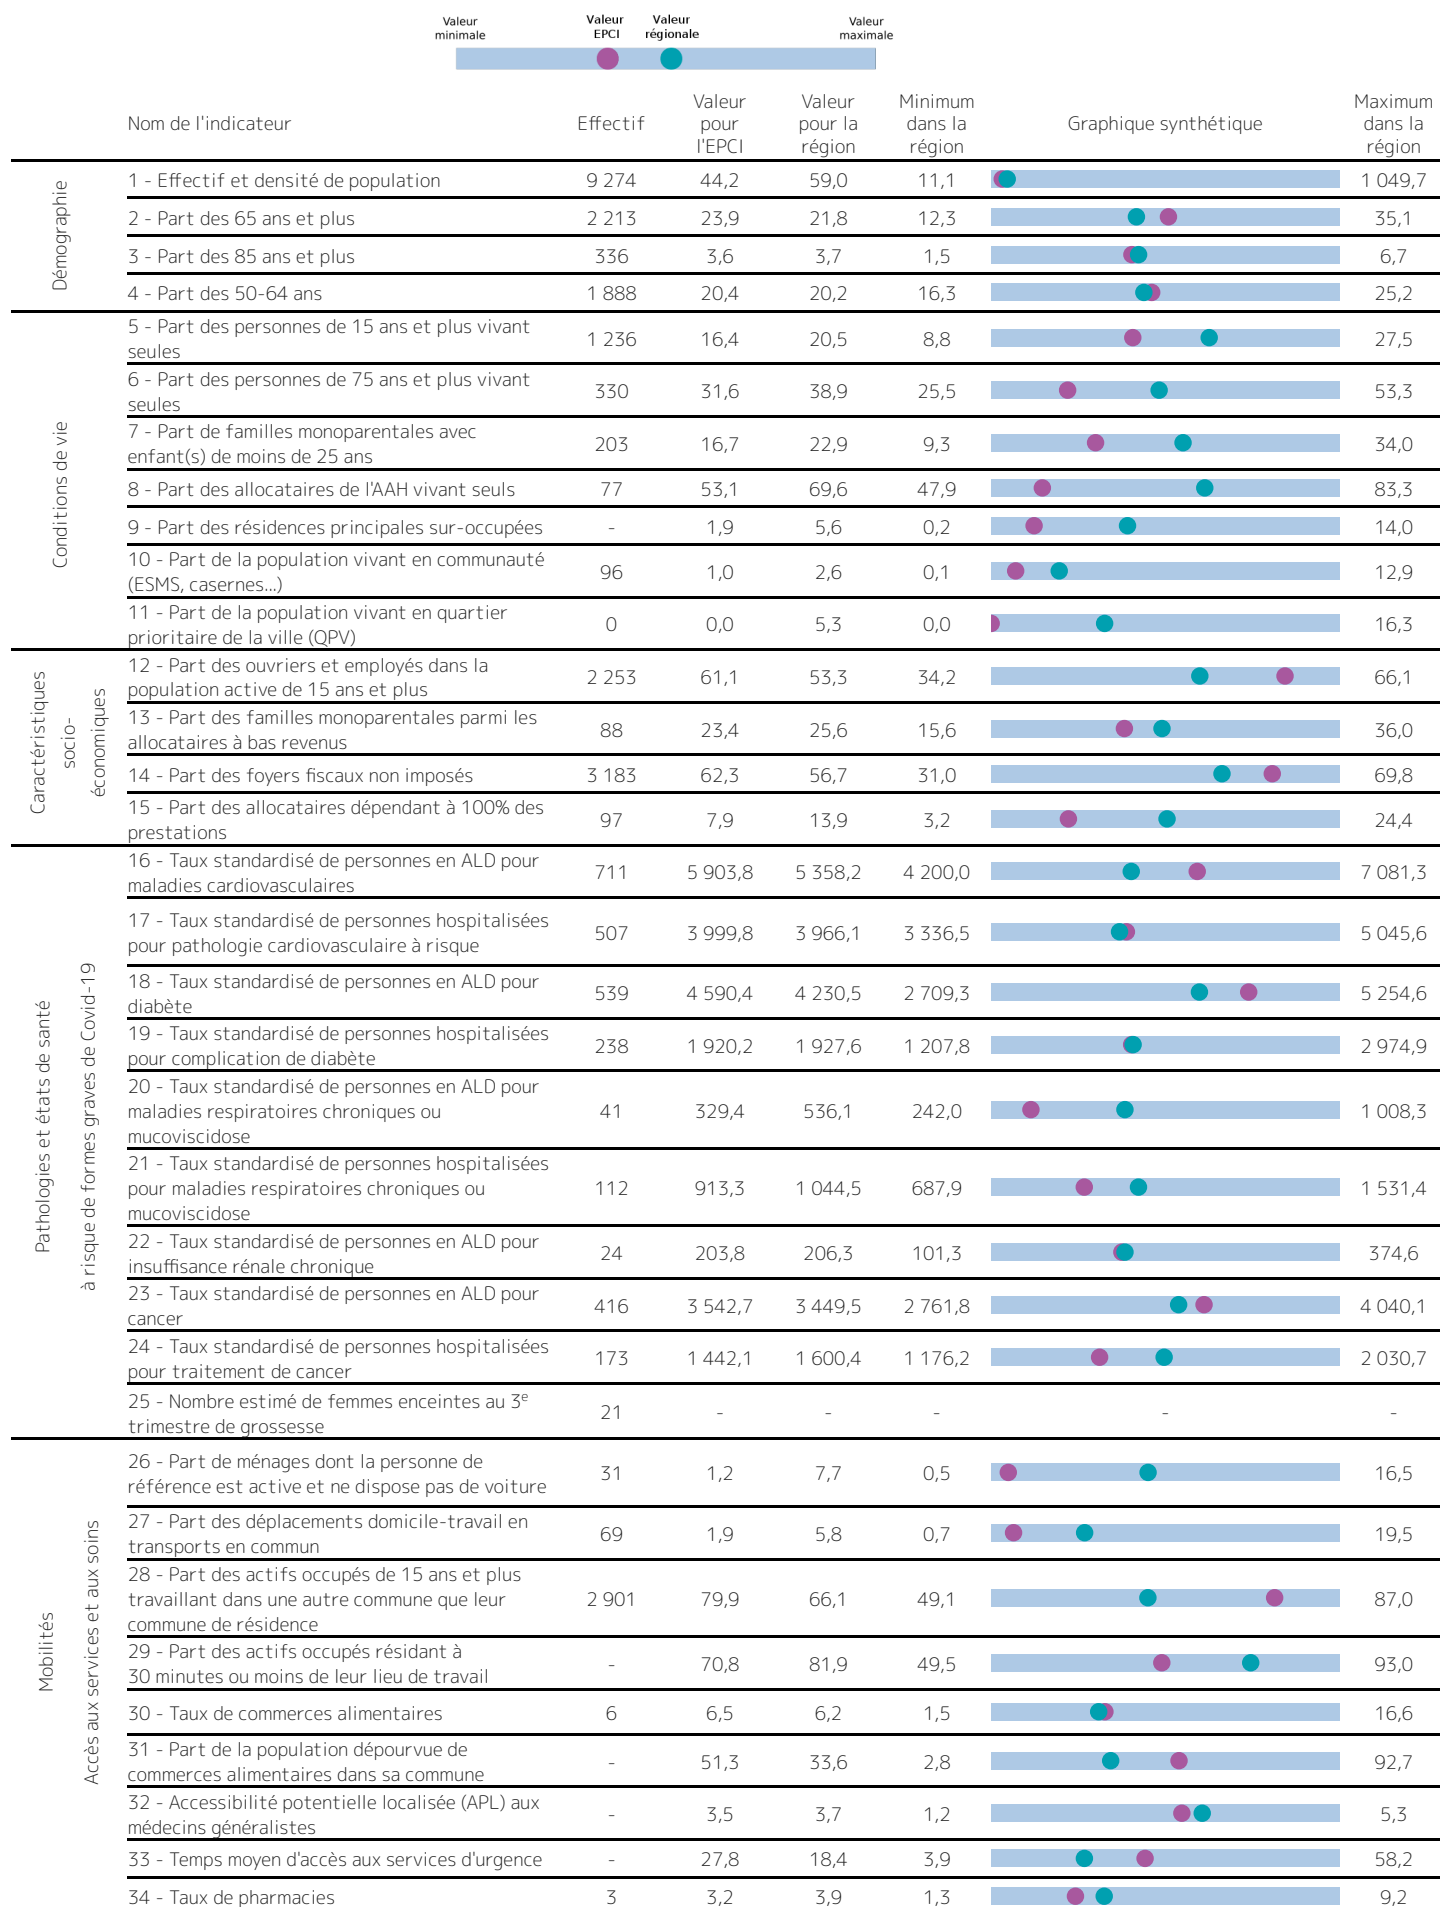 Valeur minimale
Valeur EPCI
Valeur régionale
Valeur maximale
Nom de l'indicateur
Effectif
Valeur pour l'EPCI
Valeur pour la région
Minimum dans la région
Graphique synthétique
Maximum dans la région
Démographie
1 - Effectif et densité de population 9 274 44,2 59,0 11,1 1 049,7
2 - Part des 65 ans et plus 2 213 23,9 21,8 12,3 35,1
3 - Part des 85 ans et plus 336 3,6 3,7 1,5 6,7
4 - Part des 50-64 ans 1 888 20,4 20,2 16,3 25,2
Conditions de vie
5 - Part des personnes de 15 ans et plus vivant
seules 1 236 16,4 20,5 8,8 27,5
6 - Part des personnes de 75 ans et plus vivant
seules 330 31,6 38,9 25,5 53,3
7 - Part de familles monoparentales avec
enfant(s) de moins de 25 ans 203 16,7 22,9 9,3 34,0
8 - Part des allocataires de l'AAH vivant seuls 77 53,1 69,6 47,9 83,3
9 - Part des résidences principales sur-occupées - 1,9 5,6 0,2 14,0
10 - Part de la population vivant en communauté
(ESMS, casernes...) 96 1,0 2,6 0,1 12,9
11 - Part de la population vivant en quartier
prioritaire de la ville (QPV) 0 0,0 5,3 0,0 16,3
Caractéristiques
socio-
économiques
12 - Part des ouvriers et employés dans la
population active de 15 ans et plus 2 253 61,1 53,3 34,2 66,1
13 - Part des familles monoparentales parmi les
allocataires à bas revenus 88 23,4 25,6 15,6 36,0
14 - Part des foyers fiscaux non imposés 3 183 62,3 56,7 31,0 69,8
15 - Part des allocataires dépendant à 100% des
prestations 97 7,9 13,9 3,2 24,4
Pathologies et états de santé
à risque de formes graves de Covid-19
16 - Taux standardisé de personnes en ALD pour
maladies cardiovasculaires 711 5 903,8 5 358,2 4 200,0 7 081,3
17 - Taux standardisé de personnes hospitalisées
pour pathologie cardiovasculaire à risque 507 3 999,8 3 966,1 3 336,5 5 045,6
18 - Taux standardisé de personnes en ALD pour
diabète 539 4 590,4 4 230,5 2 709,3 5 254,6
19 - Taux standardisé de personnes hospitalisées
pour complication de diabète 238 1 920,2 1 927,6 1 207,8 2 974,9
20 - Taux standardisé de personnes en ALD pour
maladies respiratoires chroniques ou 41 329,4 536,1 242,0 1 008,3
mucoviscidose
21 - Taux standardisé de personnes hospitalisées
pour maladies respiratoires chroniques ou 112 913,3 1 044,5 687,9 1 531,4
mucoviscidose
22 - Taux standardisé de personnes en ALD pour
insuffisance rénale chronique 24 203,8 206,3 101,3 374,6
23 - Taux standardisé de personnes en ALD pour
cancer 416 3 542,7 3 449,5 2 761,8 4 040,1
24 - Taux standardisé de personnes hospitalisées
pour traitement de cancer 173 1 442,1 1 600,4 1 176,2 2 030,7
25 - Nombre estimé de femmes enceintes au 3e
trimestre de grossesse 21 - - - - -
Mobilités
Accès aux services et aux soins
26 - Part de ménages dont la personne de
référence est active et ne dispose pas de voiture 31 1,2 7,7 0,5 16,5
27 - Part des déplacements domicile-travail en
transports en commun 69 1,9 5,8 0,7 19,5
28 - Part des actifs occupés de 15 ans et plus
travaillant dans une autre commune que leur 2 901 79,9 66,1 49,1 87,0
commune de résidence
29 - Part des actifs occupés résidant à
30 minutes ou moins de leur lieu de travail - 70,8 81,9 49,5 93,0
30 - Taux de commerces alimentaires 6 6,5 6,2 1,5 16,6
31 - Part de la population dépourvue de
commerces alimentaires dans sa commune - 51,3 33,6 2,8 92,7
32 - Accessibilité potentielle localisée (APL) aux
médecins généralistes - 3,5 3,7 1,2 5,3
33 - Temps moyen d'accès aux services d'urgence - 27,8 18,4 3,9 58,2
34 - Taux de pharmacies 3 3,2 3,9 1,3 9,2